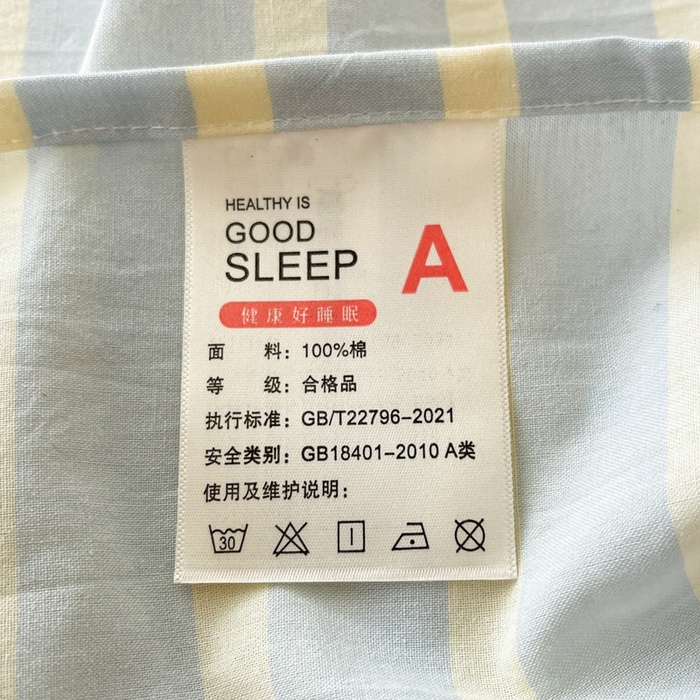 HEALTHY IS
GOOD
SLEEP
A
健康好睡眠
面 料：100%棉
等 级：合格品
执行标准：GB/T22796-2021
安全类别：GB18401-2010 A类
使用及维护说明：
30